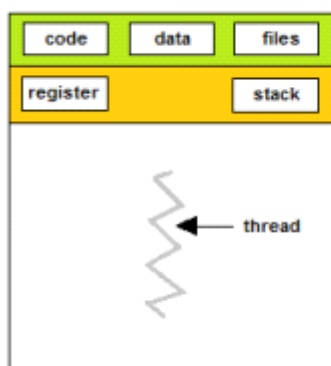 code data files
register stack
thread